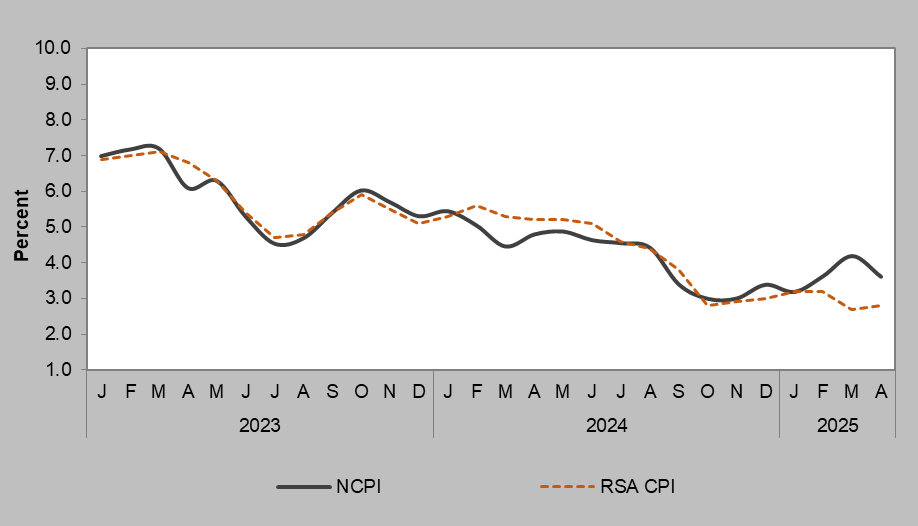 10.0
9.0
8.0
7.0
6.0
5.0
4.0
3.0
2.0
1.0
Percent
J F M A M J J A S O N D J F M A M J J A S O N D J F M A
2023 2024 2025
NCPI RSA CPI